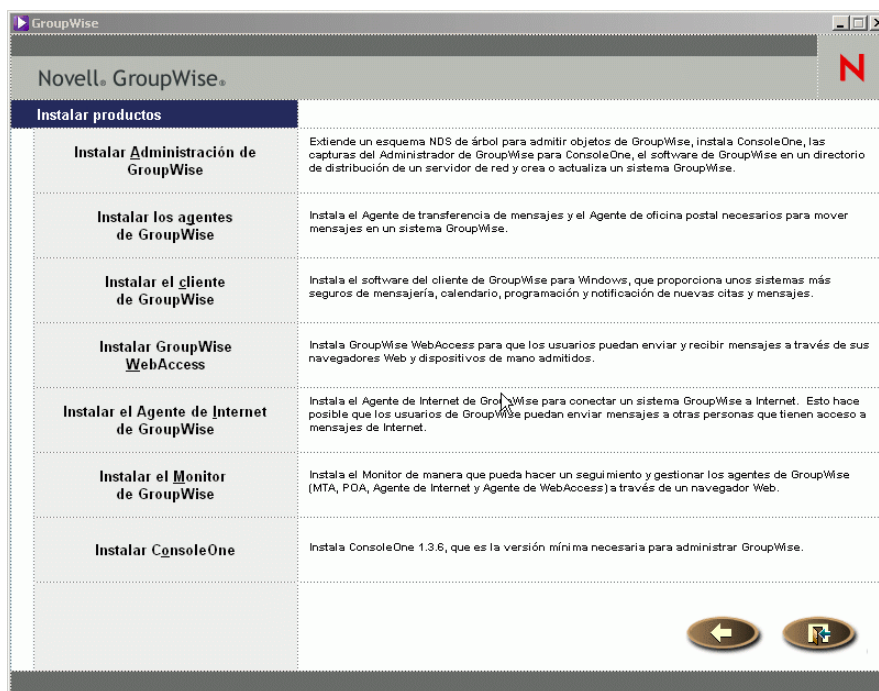 GroupWise
Novell® GroupWise®
N
Instalar productos
Instalar Administración de
GroupWise
Extiende un esquema NDS de árbol para admitir objetos de GroupWise, instala ConsoleOne, las
capturas del Administrador de GroupWise para ConsoleOne, el software de GroupWise en un directorio
de distribución de un servidor de red y crea o actualiza un sistema GroupWise.
Instalar los agentes
de GroupWise
Instala el Agente de transferencia de mensajes y el Agente de oficina postal necesarios para mover
mensajes en un sistema GroupWise.
Instalar el cliente
de GroupWise
Instala el software del cliente de GroupWise para Windows, que proporciona unos sistemas más
seguros de mensajería, calendario, programación y notificación de nuevas citas y mensajes.
Instalar GroupWise
WebAccess
Instala GroupWise WebAccess para que los usuarios puedan enviar y recibir mensajes a través de sus
navegadores Web y dispositivos de mano admitidos.
Instalar el Agente de Internet
de GroupWise
Instala el Agente de Internet de GroupWise para conectar un sistema GroupWise a Internet. Esto hace
posible que los usuarios de GroupWise puedan enviar mensajes a otras personas que tienen acceso a
mensajes de Internet.
Instalar el Monitor
de GroupWise
Instala el Monitor de manera que pueda hacer un seguimiento y gestionar los agentes de GroupWise
(MTA, POA, Agente de Internet y Agente de WebAccess) a través de un navegador Web.
Instalar ConsoleOne
Instala ConsoleOne 1.3.6, que es la versión mínima necesaria para administrar GroupWise.